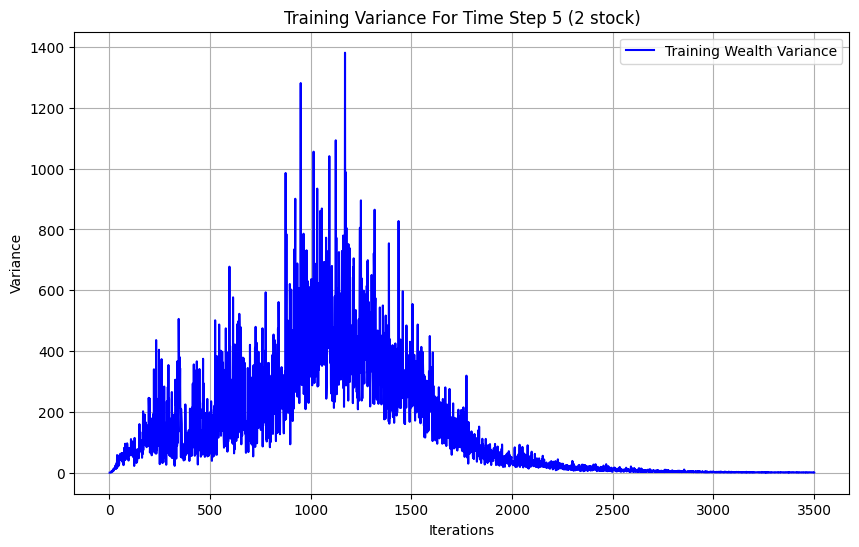 Training Variance For Time Step 5 (2 stock)
Training Wealth Variance
Variance
1400
1200
1000
800
600
400
200
0
0 500 1000 1500 2000 2500 3000 3500
Iterations